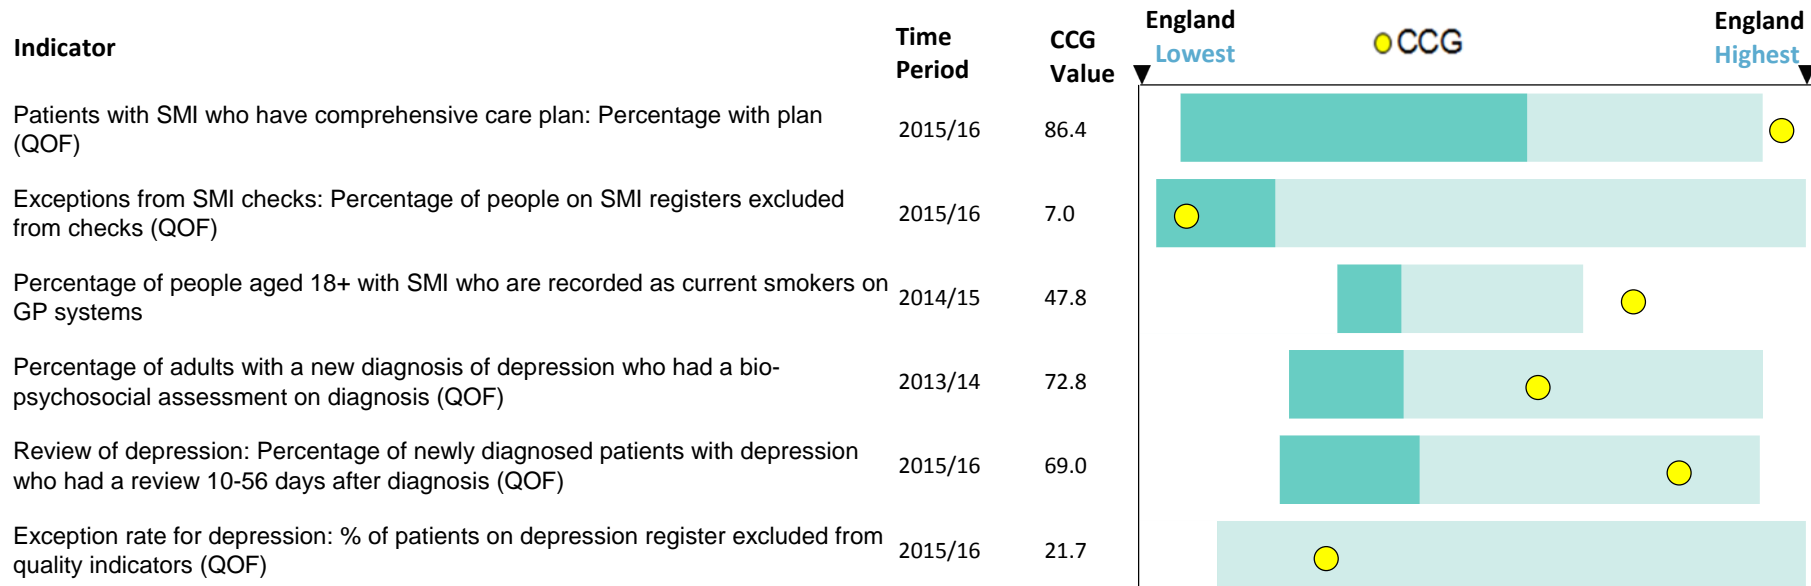 Indicator
Time
Period
CCG
Value
England
Lowest
CCG
England
Highest
Patients with SMI who have comprehensive care plan: Percentage with plan
(QOF)
2015/16
86.4
Exceptions from SMI checks: Percentage of people on SMI registers excluded
from checks (QOF)
2015/16
7.0
Percentage of people aged 18+ with SMI who are recorded as current smokers on
GP systems
2014/15
47.8
Percentage of adults with a new diagnosis of depression who had a bio-
psychosocial assessment on diagnosis (QOF)
2013/14
72.8
Review of depression: Percentage of newly diagnosed patients with depression
who had a review 10-56 days after diagnosis (QOF)
2015/16
69.0
Exception rate for depression: % of patients on depression register excluded from
quality indicators (QOF)
2015/16
21.7